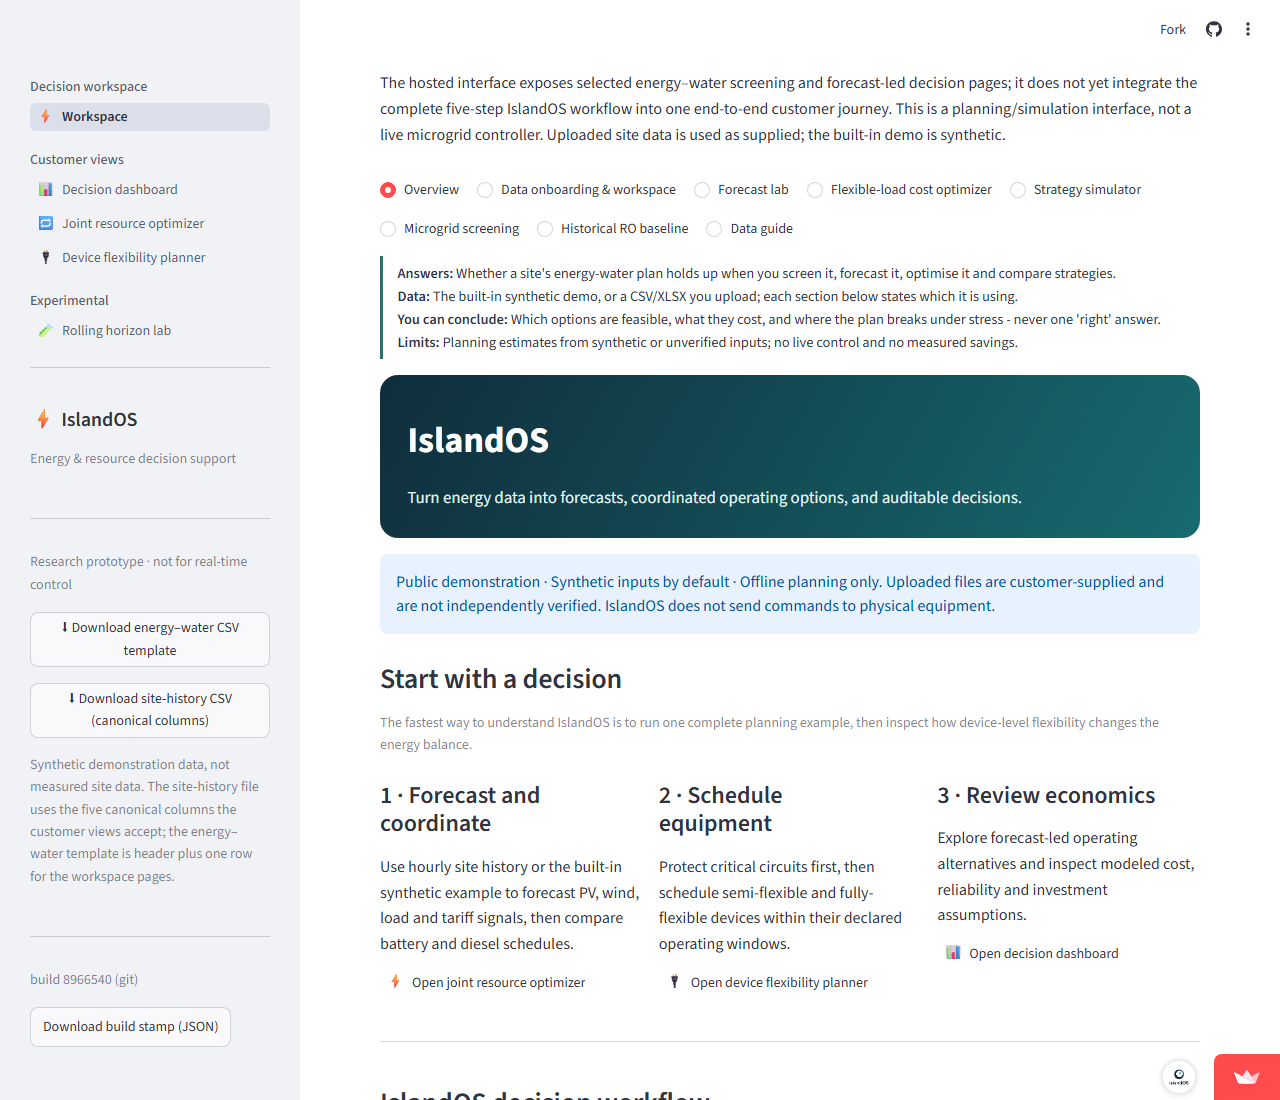 Fork
Decision workspace
Workspace
Customer views
Decision dashboard
Joint resource optimizer
Device flexibility planner
Experimental
Rolling horizon lab
IslandOS
Energy & resource decision support
Research prototype · not for real-time
control
⬇ Download energy–water CSV
template
⬇ Download site-history CSV
(canonical columns)
Synthetic demonstration data, not
measured site data. The site-history file
uses the five canonical columns the
customer views accept; the energy–
water template is header plus one row
for the workspace pages.
build 8966540 (git)
Download build stamp (JSON)
The hosted interface exposes selected energy–water screening and forecast-led decision pages; it does not yet integrate the
complete five-step IslandOS workflow into one end-to-end customer journey. This is a planning/simulation interface, not a
live microgrid controller. Uploaded site data is used as supplied; the built-in demo is synthetic.
Overview Data onboarding & workspace Forecast lab Flexible-load cost optimizer Strategy simulator
Microgrid screening Historical RO baseline Data guide
Answers: Whether a site's energy-water plan holds up when you screen it, forecast it, optimise it and compare strategies.
Data: The built-in synthetic demo, or a CSV/XLSX you upload; each section below states which it is using.
You can conclude: Which options are feasible, what they cost, and where the plan breaks under stress - never one 'right' answer.
Limits: Planning estimates from synthetic or unverified inputs; no live control and no measured savings.
IslandOS
Turn energy data into forecasts, coordinated operating options, and auditable decisions.
Public demonstration · Synthetic inputs by default · Offline planning only. Uploaded files are customer-supplied and
are not independently verified. IslandOS does not send commands to physical equipment.
Start with a decision
The fastest way to understand IslandOS is to run one complete planning example, then inspect how device-level flexibility changes the
energy balance.
1 · Forecast and
coordinate
Use hourly site history or the built-in
synthetic example to forecast PV, wind,
load and tariff signals, then compare
battery and diesel schedules.
Open joint resource optimizer
2 · Schedule
equipment
Protect critical circuits first, then
schedule semi-flexible and fully-
flexible devices within their declared
operating windows.
Open device flexibility planner
3 · Review economics
Explore forecast-led operating
alternatives and inspect modeled cost,
reliability and investment
assumptions.
Open decision dashboard
IslandOS decision workflow
IslandOS